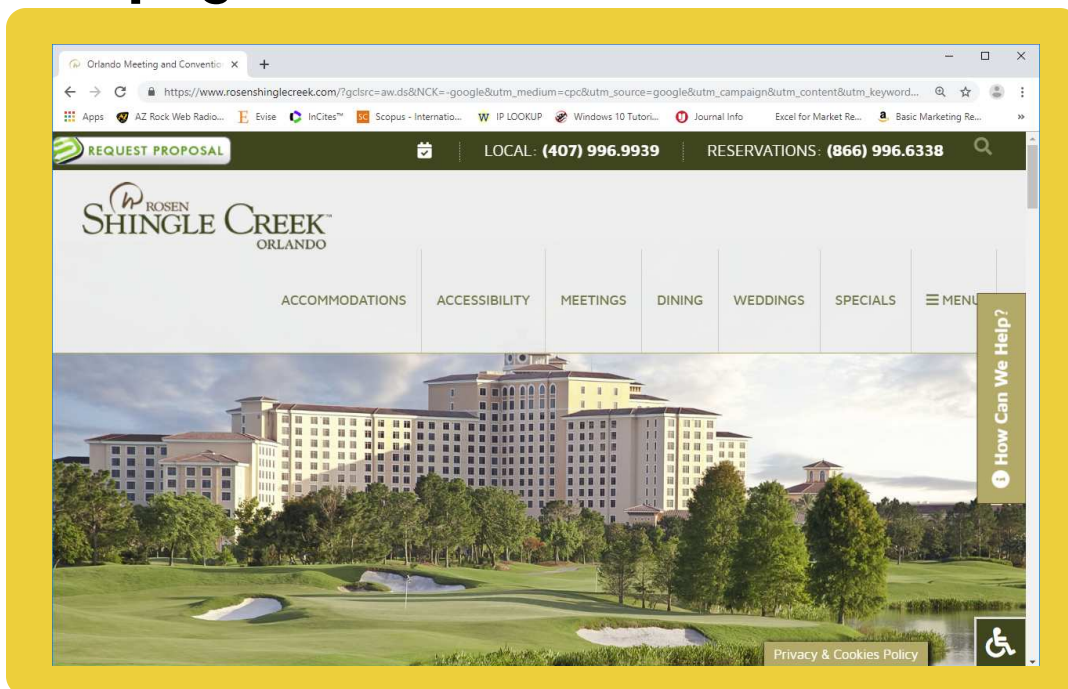 Orlando Meeting and Conventio
https://www.rosenshinglecreek.com/?gclsrc=aw.ds&NCK=-google&utm_medium=cpc&utm_source=google&utm_campaign&utm_content&utm_keyword...
Apps AZ Rock Web Radio... Evise InCites™ Scopus - Internatio... IP LOOKUP Windows 10 Tutori... Journal Info Excel for Market Re... Basic Marketing Re... »
REQUEST PROPOSAL LOCAL: (407) 996.9939 RESERVATIONS: (866) 996.6338
ROSEN
SHINGLE CREEK™
ORLANDO
ACCOMMODATIONS ACCESSIBILITY MEETINGS DINING WEDDINGS SPECIALS MENU
How Can We Help?
Privacy & Cookies Policy